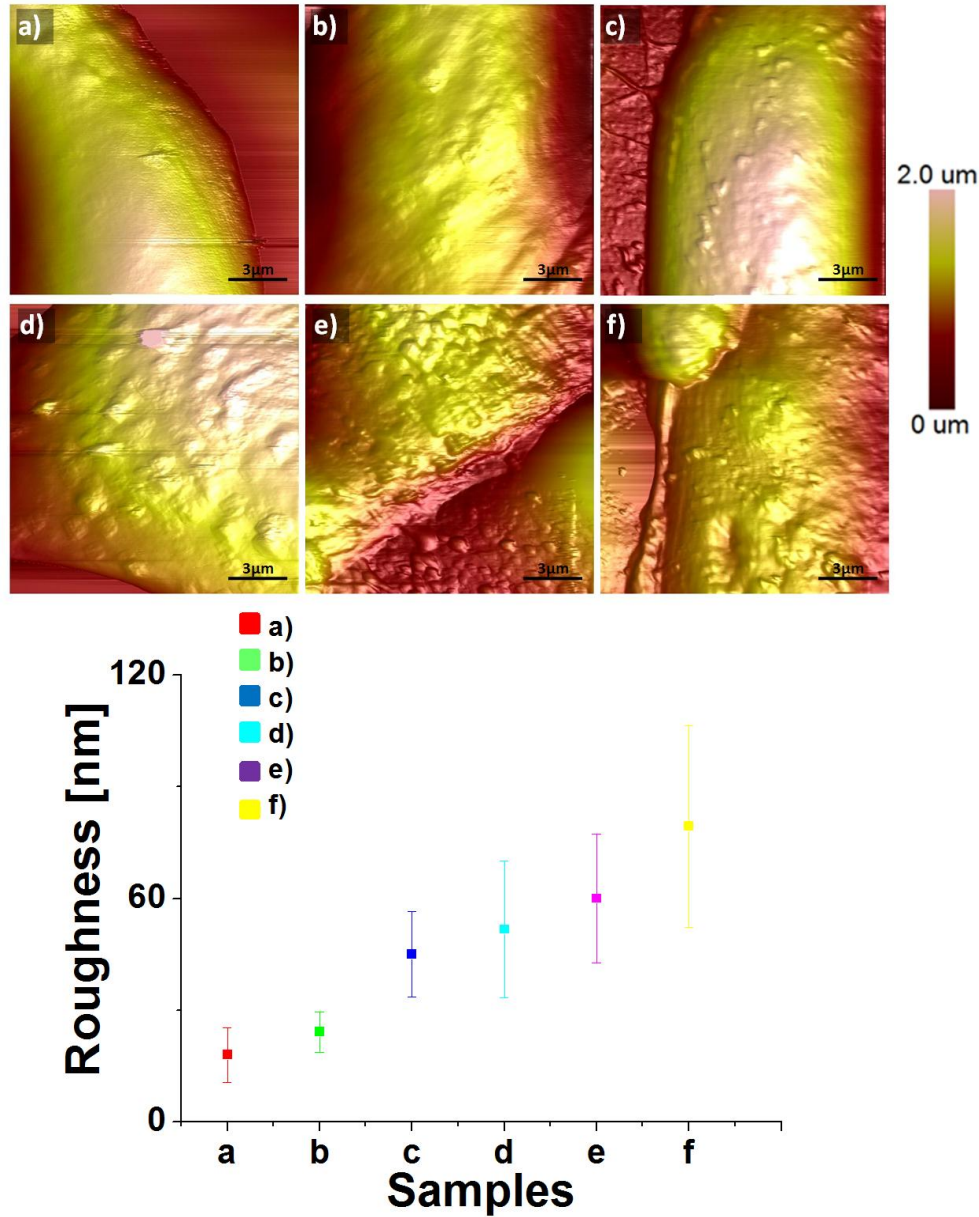 a)
b)
c)
3µm
3µm
3µm
2.0 um
0 um
d)
e)
f)
3µm
3µm
3µm
a)
b)
c)
d)
e)
f)
120
60
0
Roughness [nm]
a b c d e f
Samples